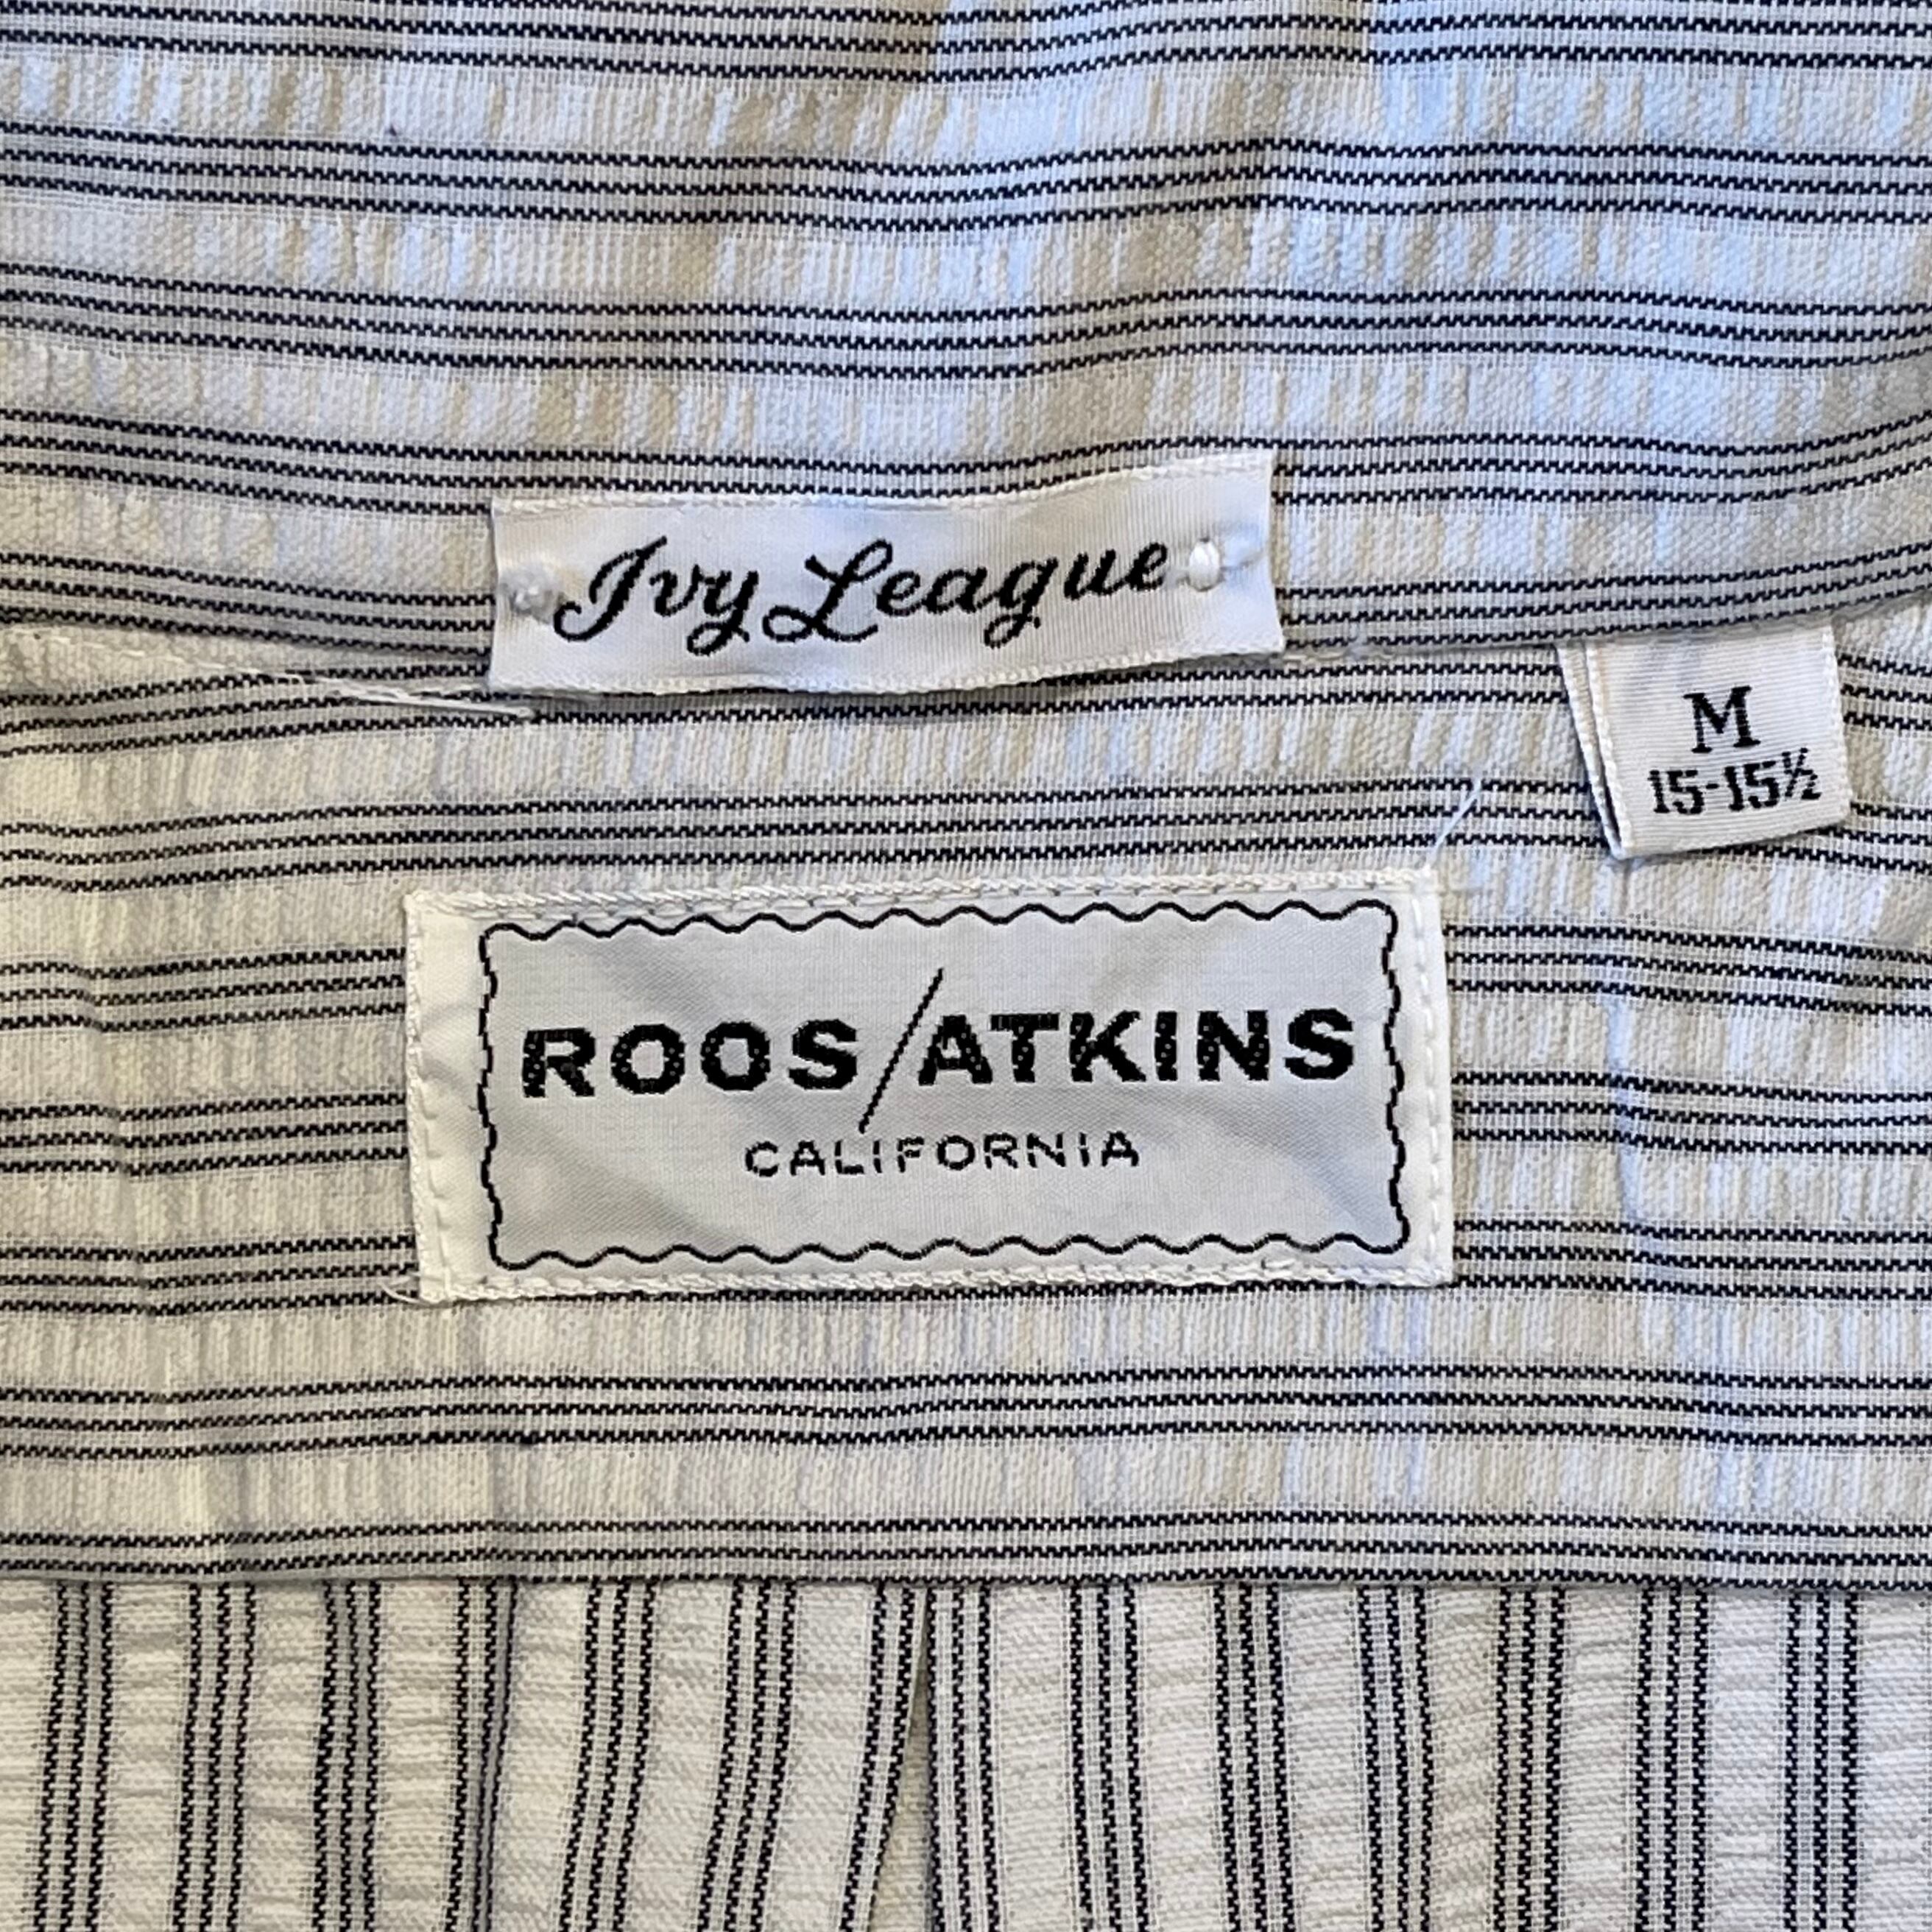 Ivy League
M
15-15½
ROOS/ATKINS
CALIFORNIA